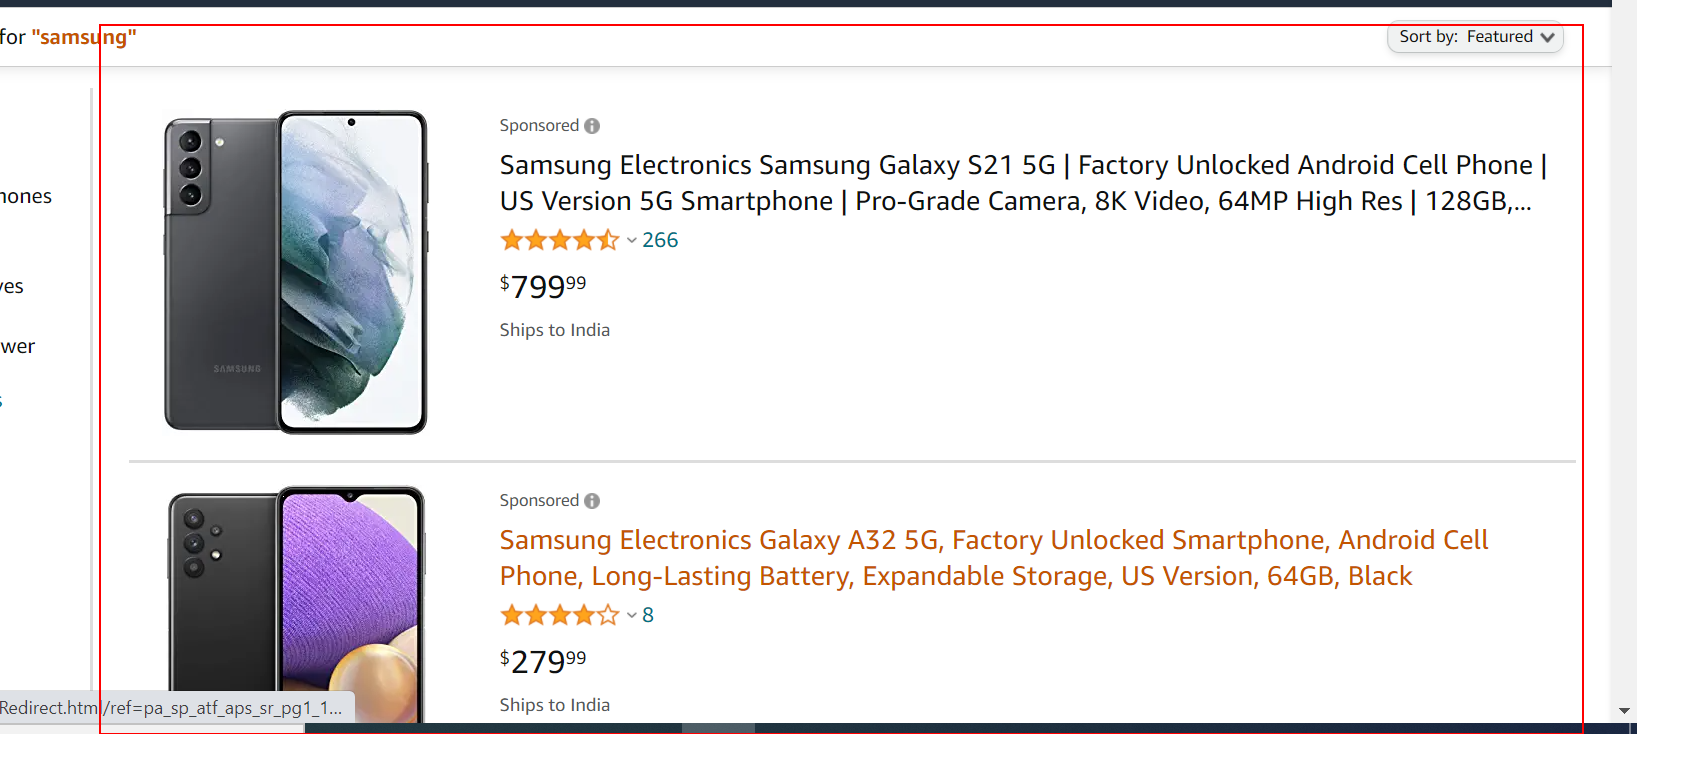 for "samsung"
Sort by: Featured
hones
ves
wer
s
Sponsored
Samsung Electronics Samsung Galaxy S21 5G | Factory Unlocked Android Cell Phone |
US Version 5G Smartphone | Pro-Grade Camera, 8K Video, 64MP High Res | 128GB,...
266
$799.99
Ships to India
SAMSUNG
Sponsored
Samsung Electronics Galaxy A32 5G, Factory Unlocked Smartphone, Android Cell
Phone, Long-Lasting Battery, Expandable Storage, US Version, 64GB, Black
8
$279.99
Ships to India
Redirect.html/ref=pa_sp_atf_aps_sr_pg1_1...